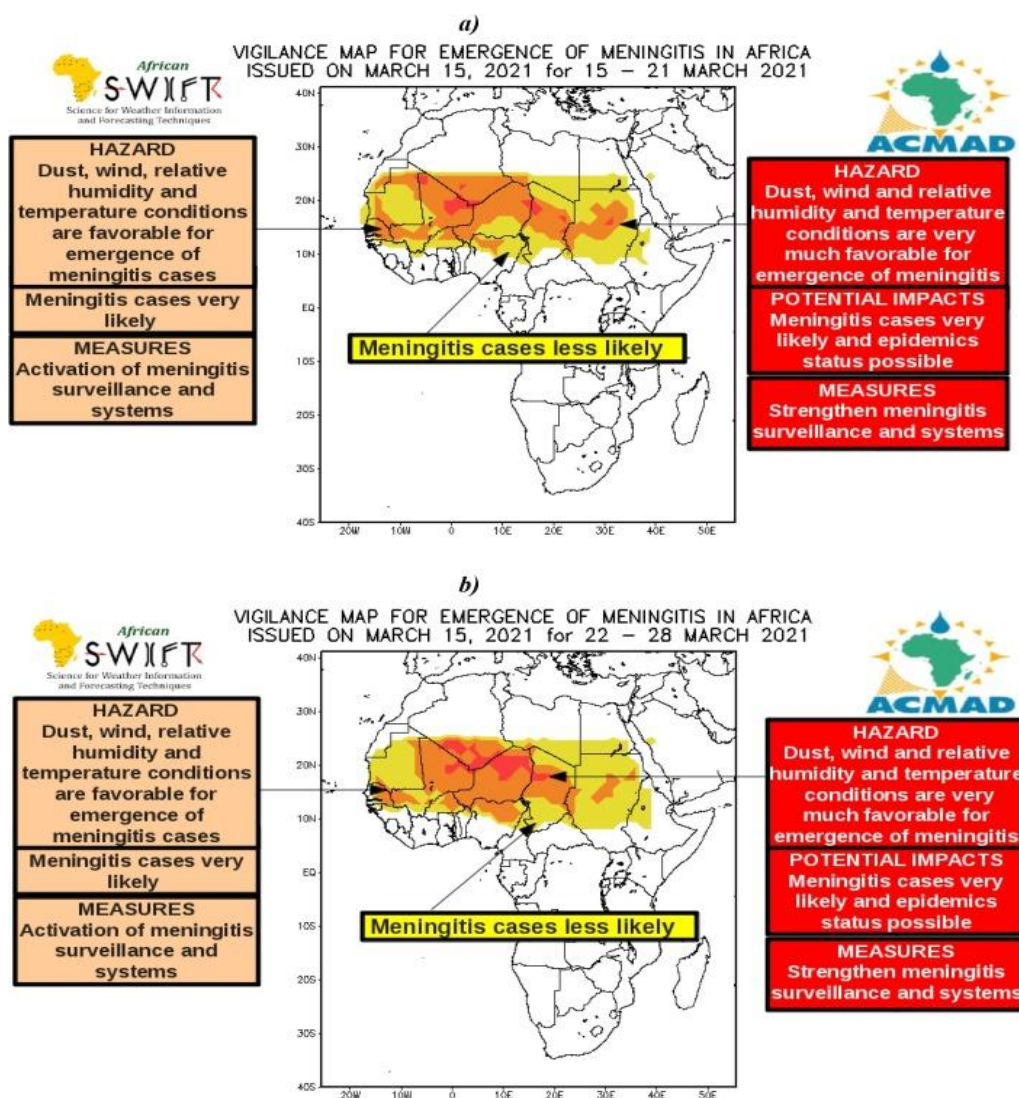 a)
VIGILANCE MAP FOR EMERGENCE OF MENINGITIS IN AFRICA
ISSUED ON MARCH 15, 2021 for 15 – 21 MARCH 2021
African
SWIFT
Science for Weather Information
and Forecasting Techniques
HAZARD
Dust, wind, relative
humidity and
temperature conditions
are favorable for
emergence of
meningitis cases
Meningitis cases very
likely
MEASURES
Activation of meningitis
surveillance and
systems
40N
30N
20N
10N
EQ
10S
20S
30S
40S
20W 10W 0 10E 20E 30E 40E 50E
Meningitis cases less likely
ACMAD
HAZARD
Dust, wind and relative
humidity and temperature
conditions are very
much favorable for
emergence of meningitis
POTENTIAL IMPACTS
Meningitis cases very
likely and epidemics
status possible
MEASURES
Strengthen meningitis
surveillance and systems
b)
VIGILANCE MAP FOR EMERGENCE OF MENINGITIS IN AFRICA
ISSUED ON MARCH 15, 2021 for 22 – 28 MARCH 2021
African
SWIFT
Science for Weather Information
and Forecasting Techniques
HAZARD
Dust, wind, relative
humidity and
temperature conditions
are favorable for
emergence of
meningitis cases
Meningitis cases very
likely
MEASURES
Activation of meningitis
surveillance and
systems
40N
30N
20N
10N
EQ
10S
20S
30S
40S
20W 10W 0 10E 20E 30E 40E 50E
Meningitis cases less likely
ACMAD
HAZARD
Dust, wind and relative
humidity and temperature
conditions are very
much favorable for
emergence of meningitis
POTENTIAL IMPACTS
Meningitis cases very
likely and epidemics
status possible
MEASURES
Strengthen meningitis
surveillance and systems